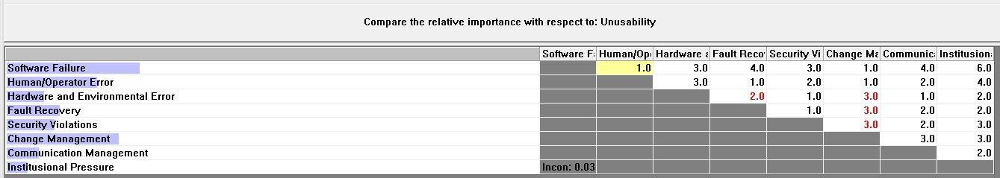 Compare the relative importance with respect to: Unusability
Software F Human/Op Hardware a Fault Reco Security Vi Change Ma Communic Institusion
Software Failure 1.0 3.0 4.0 3.0 1.0 4.0 6.0
Human/Operator Error 3.0 1.0 2.0 1.0 2.0 4.0
Hardware and Environmental Error 2.0 1.0 3.0 1.0 2.0
Fault Recovery 1.0 3.0 2.0 2.0
Security Violations 3.0 2.0 3.0
Change Management 3.0 3.0
Communication Management 2.0
Institusional Pressure Incon: 0.03